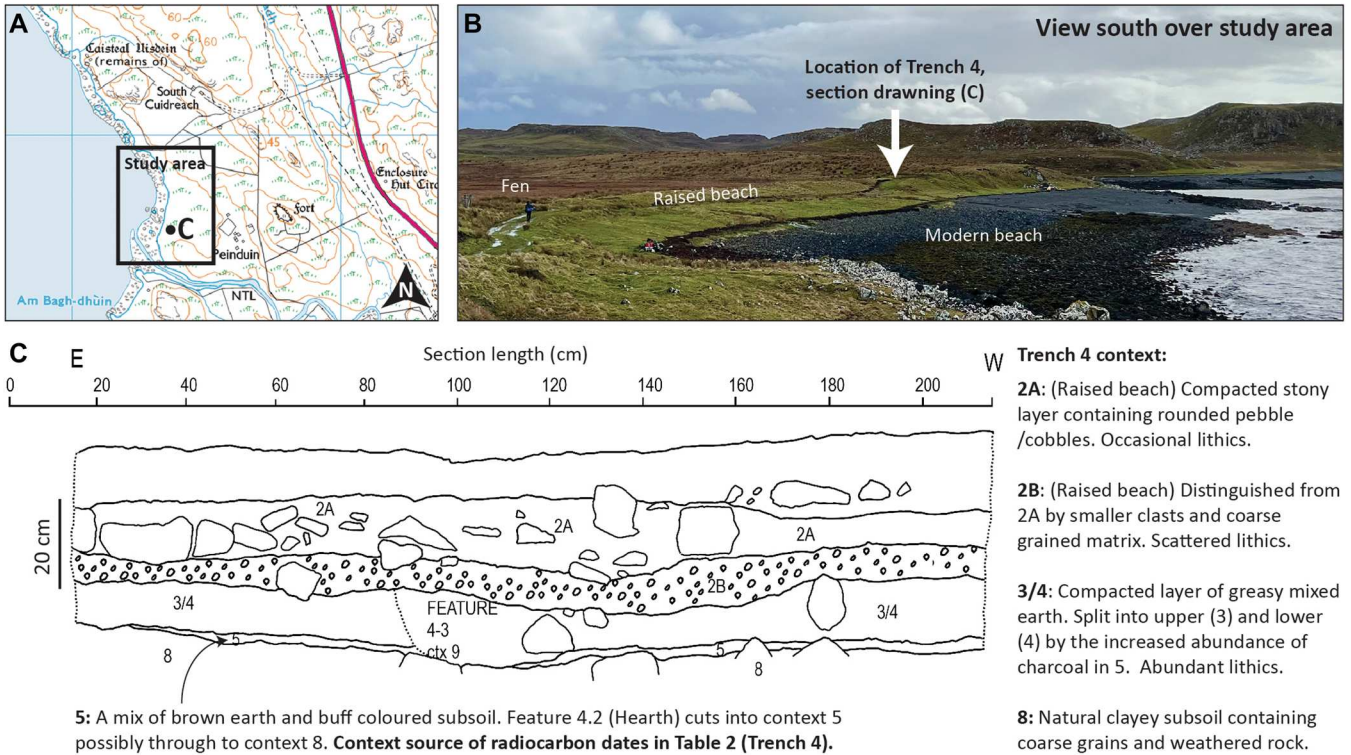 A
60
60
Caisteal Uisdein
(remains of)
South
Cuidreach
45
Study area
Enclosure
Hut Circ
Fort
C
Peinduin
NTL
N
Am Bagh-dhùin
B
View south over study area
Location of Trench 4,
section drawning (C)
Fen
Raised beach
Modern beach
C
E
Section length (cm)
W
0 20 40 60 80 100 120 140 160 180 200
20 cm
2A
2A
2A
2B
3/4
FEATURE
4-3
ctx 9
3/4
5
8
5
8
5: A mix of brown earth and buff coloured subsoil. Feature 4.2 (Hearth) cuts into context 5
possibly through to context 8. Context source of radiocarbon dates in Table 2 (Trench 4).
Trench 4 context:
2A: (Raised beach) Compacted stony
layer containing rounded pebble
/cobbles. Occasional lithics.
2B: (Raised beach) Distinguished from
2A by smaller clasts and coarse
grained matrix. Scattered lithics.
3/4: Compacted layer of greasy mixed
earth. Split into upper (3) and lower
(4) by the increased abundance of
charcoal in 5. Abundant lithics.
8: Natural clayey subsoil containing
coarse grains and weathered rock.